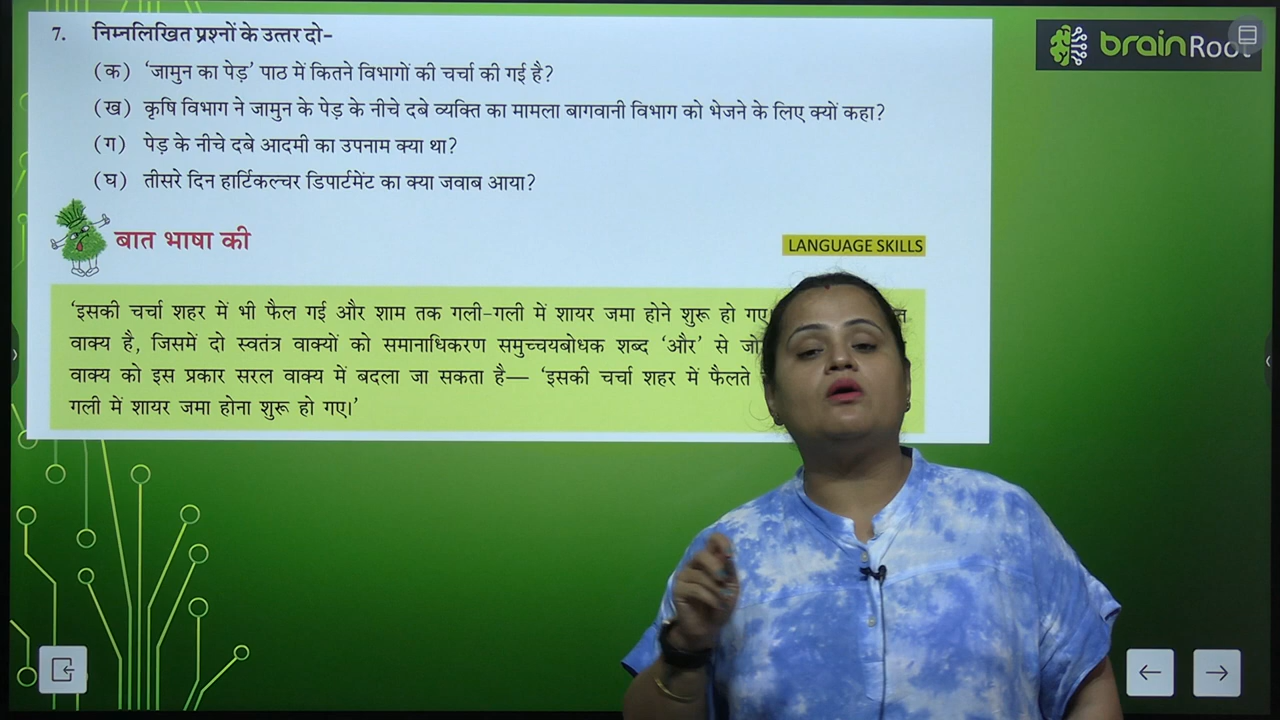 7. निम्नलिखित प्रश्नों के उत्तर दो-
(क) ‘जामुन का पेड़’ पाठ में कितने विभागों की चर्चा की गई है?
(ख) कृषि विभाग ने जामुन के पेड़ के नीचे दबे व्यक्ति का मामला बागवानी विभाग को भेजने के लिए क्यों कहा?
(ग) पेड़ के नीचे दबे आदमी का उपनाम क्या था?
(घ) तीसरे दिन हार्टिकल्चर डिपार्टमेंट का क्या जवाब आया?
बात भाषा की
LANGUAGE SKILLS
‘इसकी चर्चा शहर में भी फैल गई और शाम तक गली-गली में शायर जमा होने शुरू हो गए
वाक्य है, जिसमें दो स्वतंत्र वाक्यों को समानाधिकरण समुच्चयबोधक शब्द ‘और’ से
वाक्य को इस प्रकार सरल वाक्य में बदला जा सकता है— ‘इसकी चर्चा शहर में फैलते
गली में शायर जमा होना शुरू हो गए।’
brainRoot